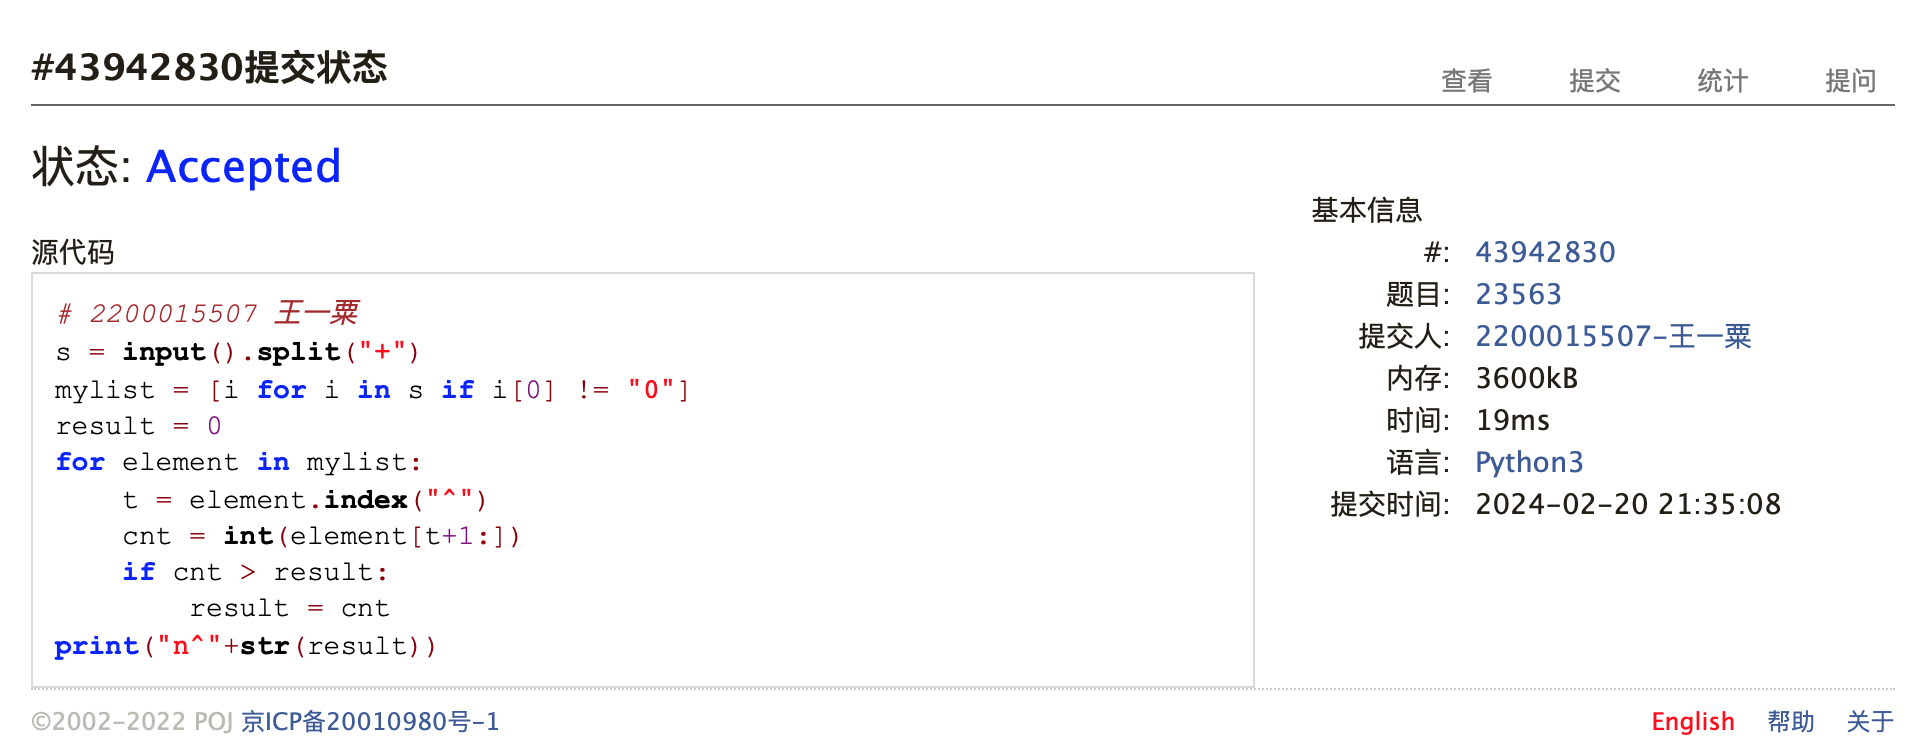 #43942830提交状态
查看 提交 统计 提问
状态: Accepted
源代码
# 2200015507 王一粟
s = input().split("+")
mylist = [i for i in s if i[0] != "0"]
result = 0
for element in mylist:
    t = element.index("^")
    cnt = int(element[t+1:])
    if cnt > result:
        result = cnt
print("n^"+str(result))
基本信息
#: 43942830
题目: 23563
提交人: 2200015507-王一粟
内存: 3600kB
时间: 19ms
语言: Python3
提交时间: 2024-02-20 21:35:08
©2002-2022 POJ 京ICP备20010980号-1
English 帮助 关于